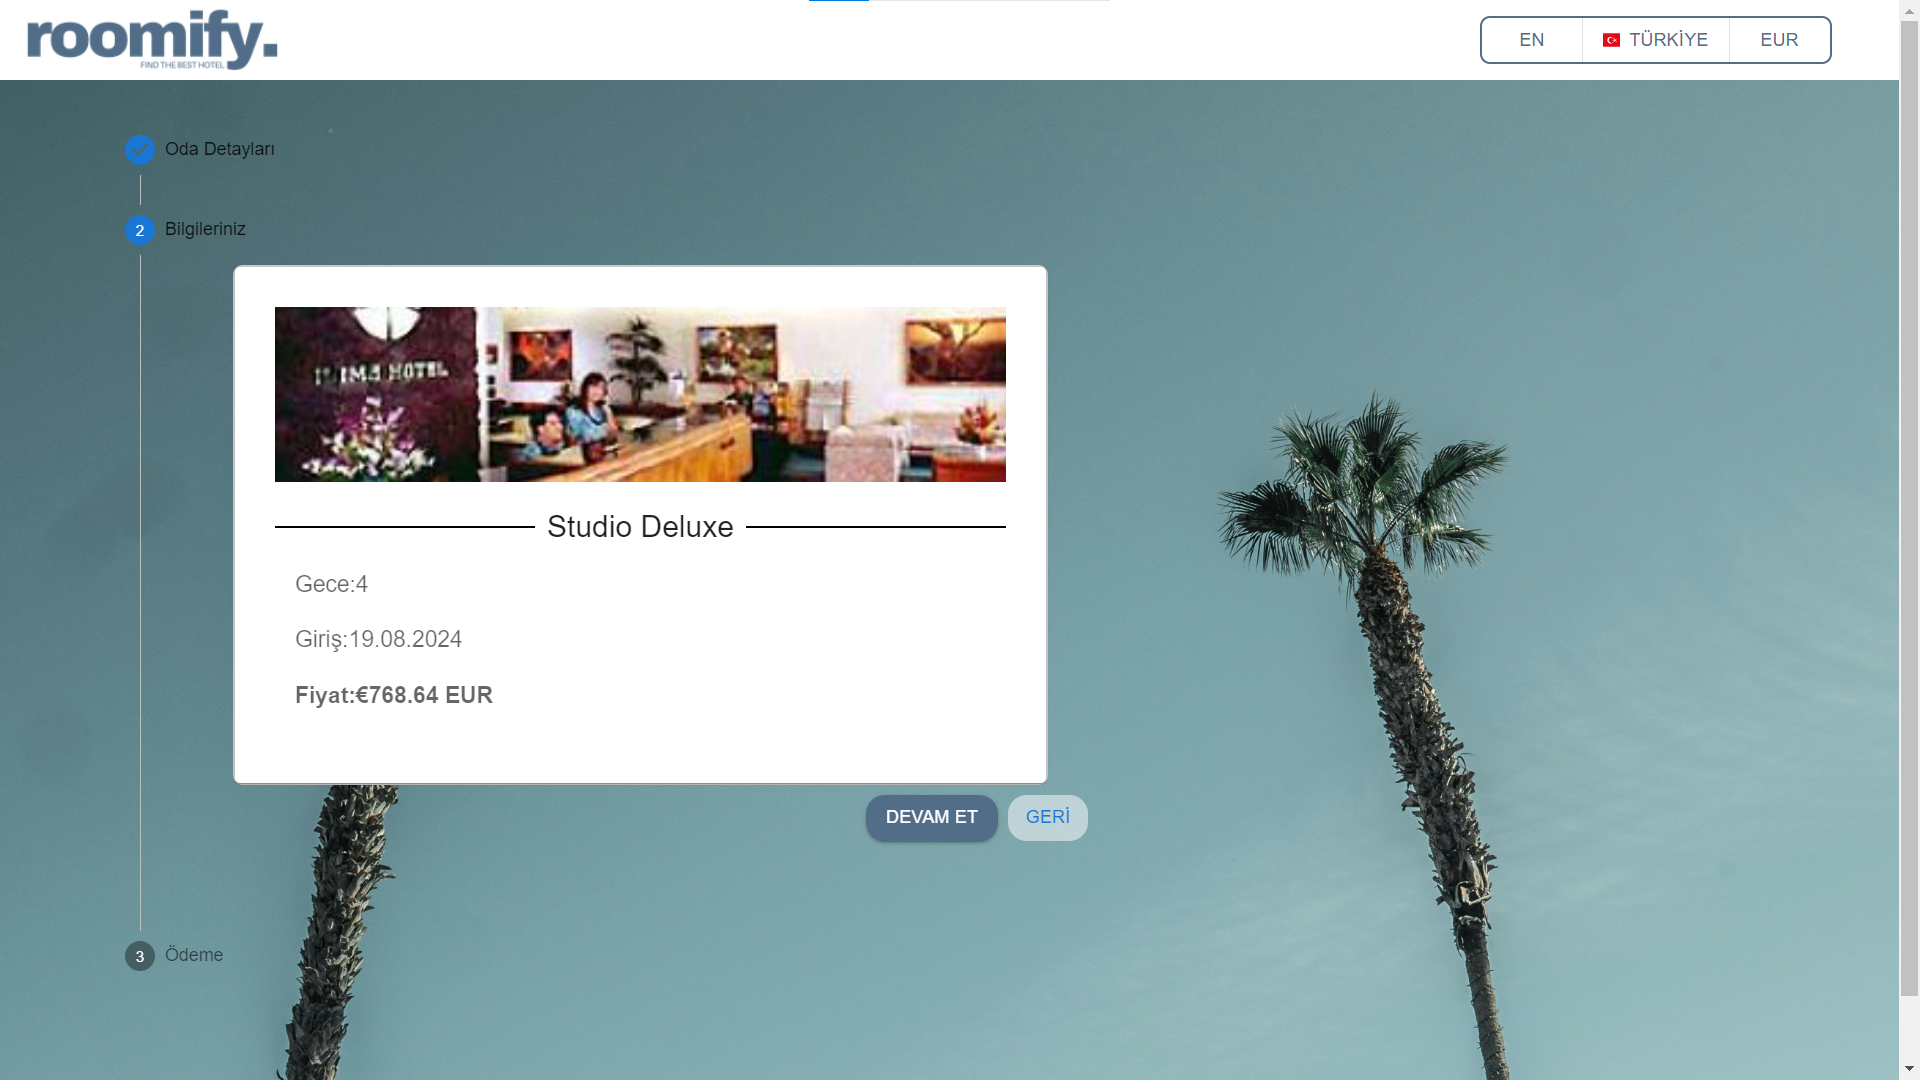 roomify.
FIND THE BEST HOTEL
EN
TÜRKİYE
EUR
Oda Detayları
2
Bilgileriniz
HOTEL
Studio Deluxe
Gece:4
Giriş:19.08.2024
Fiyat:€768.64 EUR
DEVAM ET
GERİ
3
Ödeme